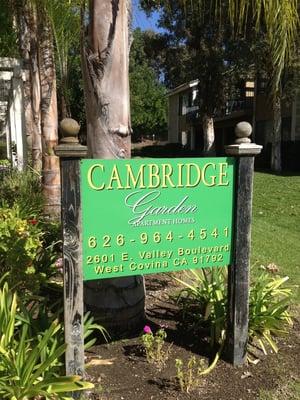 CAMBRIDGE
Garden
APARTMENT HOMES
626-964-4541
2601 E. Valley Boulevard
West Covina CA 91792